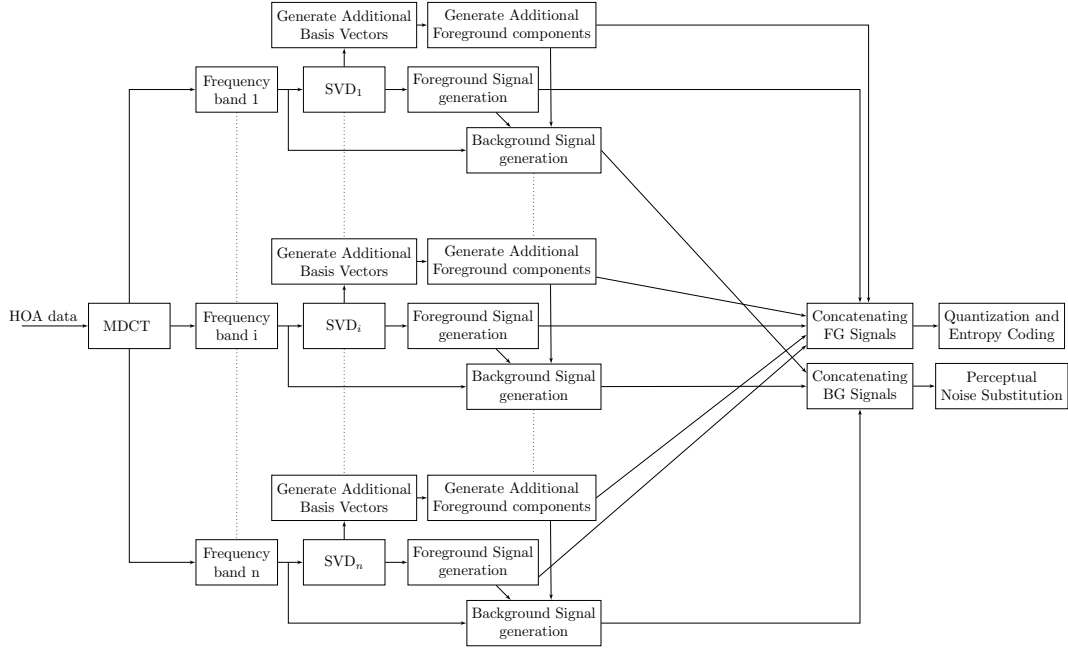 Generate Additional
Basis Vectors
Generate Additional
Foreground components
Frequency
band 1
SVD₁
Foreground Signal
generation
Background Signal
generation
Generate Additional
Basis Vectors
Generate Additional
Foreground components
HOA data
MDCT
Frequency
band i
SVDᵢ
Foreground Signal
generation
Background Signal
generation
Concatenating
FG Signals
Quantization and
Entropy Coding
Concatenating
BG Signals
Perceptual
Noise Substitution
Generate Additional
Basis Vectors
Generate Additional
Foreground components
Frequency
band n
SVDₙ
Foreground Signal
generation
Background Signal
generation